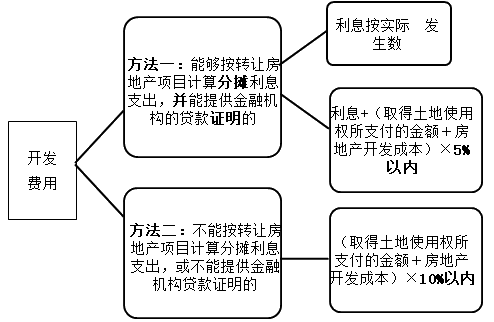 开发
费用
方法一：能够按转让房
地产项目计算分摊利息
支出，并能提供金融机
构的贷款证明的
利息按实际 发
生数
利息+（取得土地使用
权所支付的金额＋房
地产开发成本）×5%
以内
方法二：不能按转让房
地产项目计算分摊利息
支出，或不能提供金融
机构贷款证明的
（取得土地使用权所
支付的金额＋房地产
开发成本）×10%以内